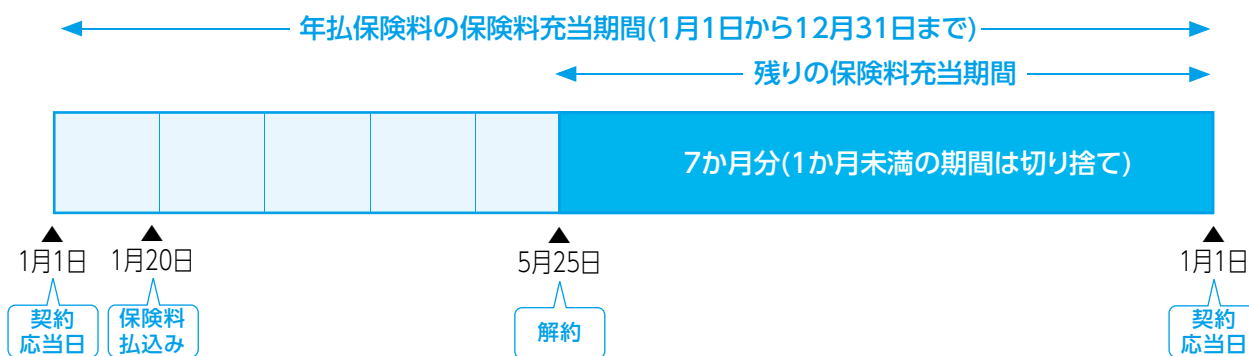 年払保険料の保険料充当期間(1月1日から12月31日まで)
残りの保険料充当期間
7か月分(1か月未満の期間は切り捨て)
▲ ▲ ▲ ▲
1月1日 1月20日 5月25日 1月1日
契約 保険料 解約 契約
応当日 払込み 応当日